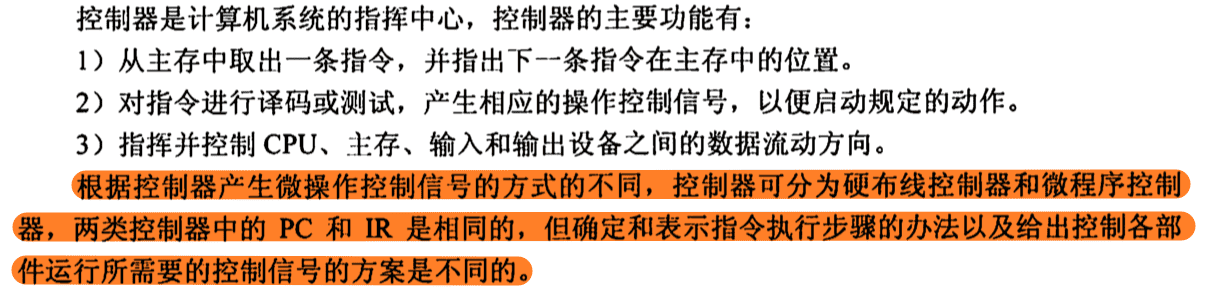 控制器是计算机系统的指挥中心，控制器的主要功能有：
1）从主存中取出一条指令，并指出下一条指令在主存中的位置。
2）对指令进行译码或测试，产生相应的操作控制信号，以便启动规定的动作。
3）指挥并控制 CPU、主存、输入和输出设备之间的数据流动方向。
根据控制器产生微操作控制信号的方式的不同，控制器可分为硬布线控制器和微程序控制
器，两类控制器中的 PC 和 IR 是相同的，但确定和表示指令执行步骤的办法以及给出控制各部
件运行所需要的控制信号的方案是不同的。